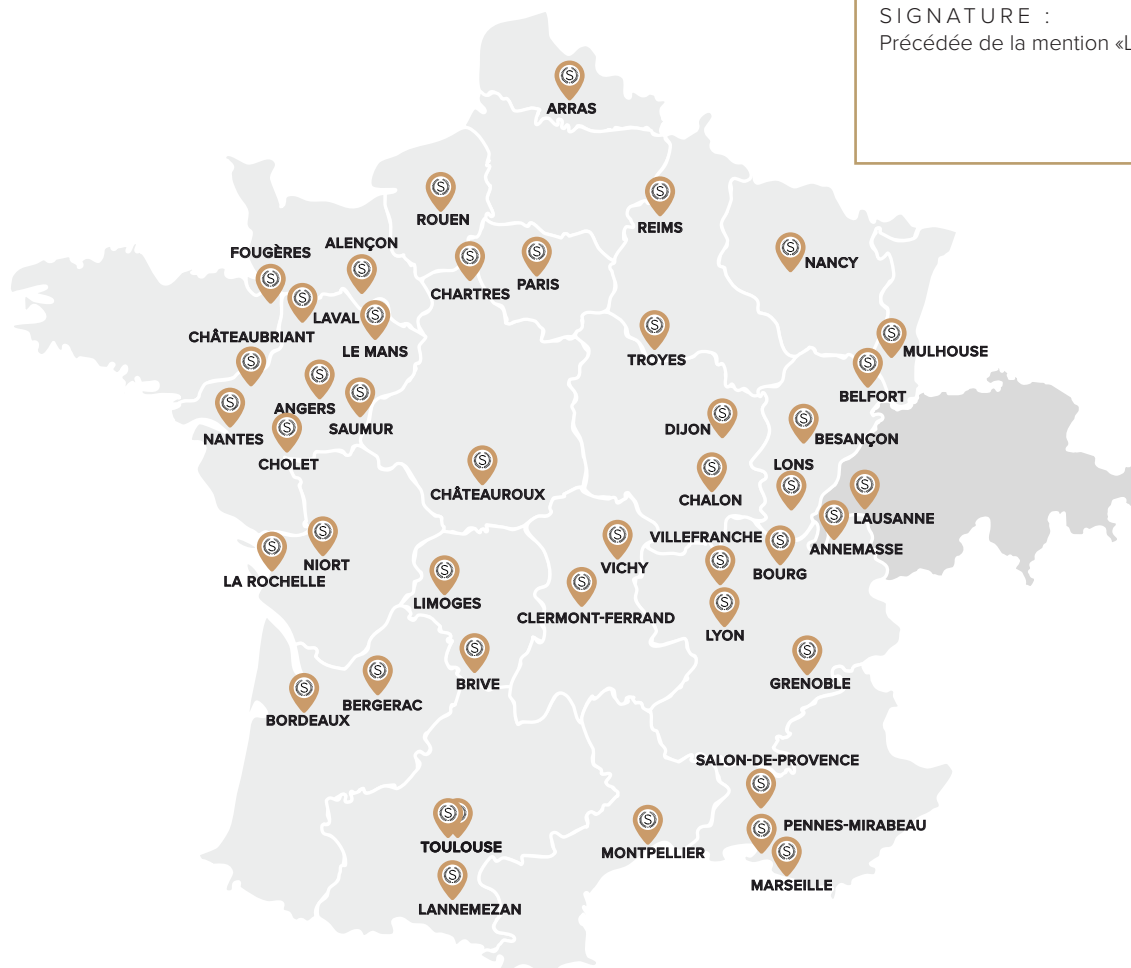 SIGNATURE :
Précédée de la mention «L
ARRAS
ROUEN
REIMS
FOUGÈRES
ALENÇON
NANCY
CHARTRES
PARIS
LAVAL
CHÂTEAUBRIANT
LE MANS
TROYES
MULHOUSE
BELFORT
ANGERS
SAUMUR
NANTES
CHOLET
DIJON
BESANÇON
LONS
CHÂTEAUROUX
CHALON
LAUSANNE
ANNEMASSE
VILLEFRANCHE
BOURG
VICHY
NIORT
LA ROCHELLE
LIMOGES
CLERMONT-FERRAND
LYON
BRIVE
GRENOBLE
BERGERAC
BORDEAUX
SALON-DE-PROVENCE
PENNES-MIRABEAU
TOULOUSE
MONTPELLIER
MARSEILLE
LANNEMEZAN